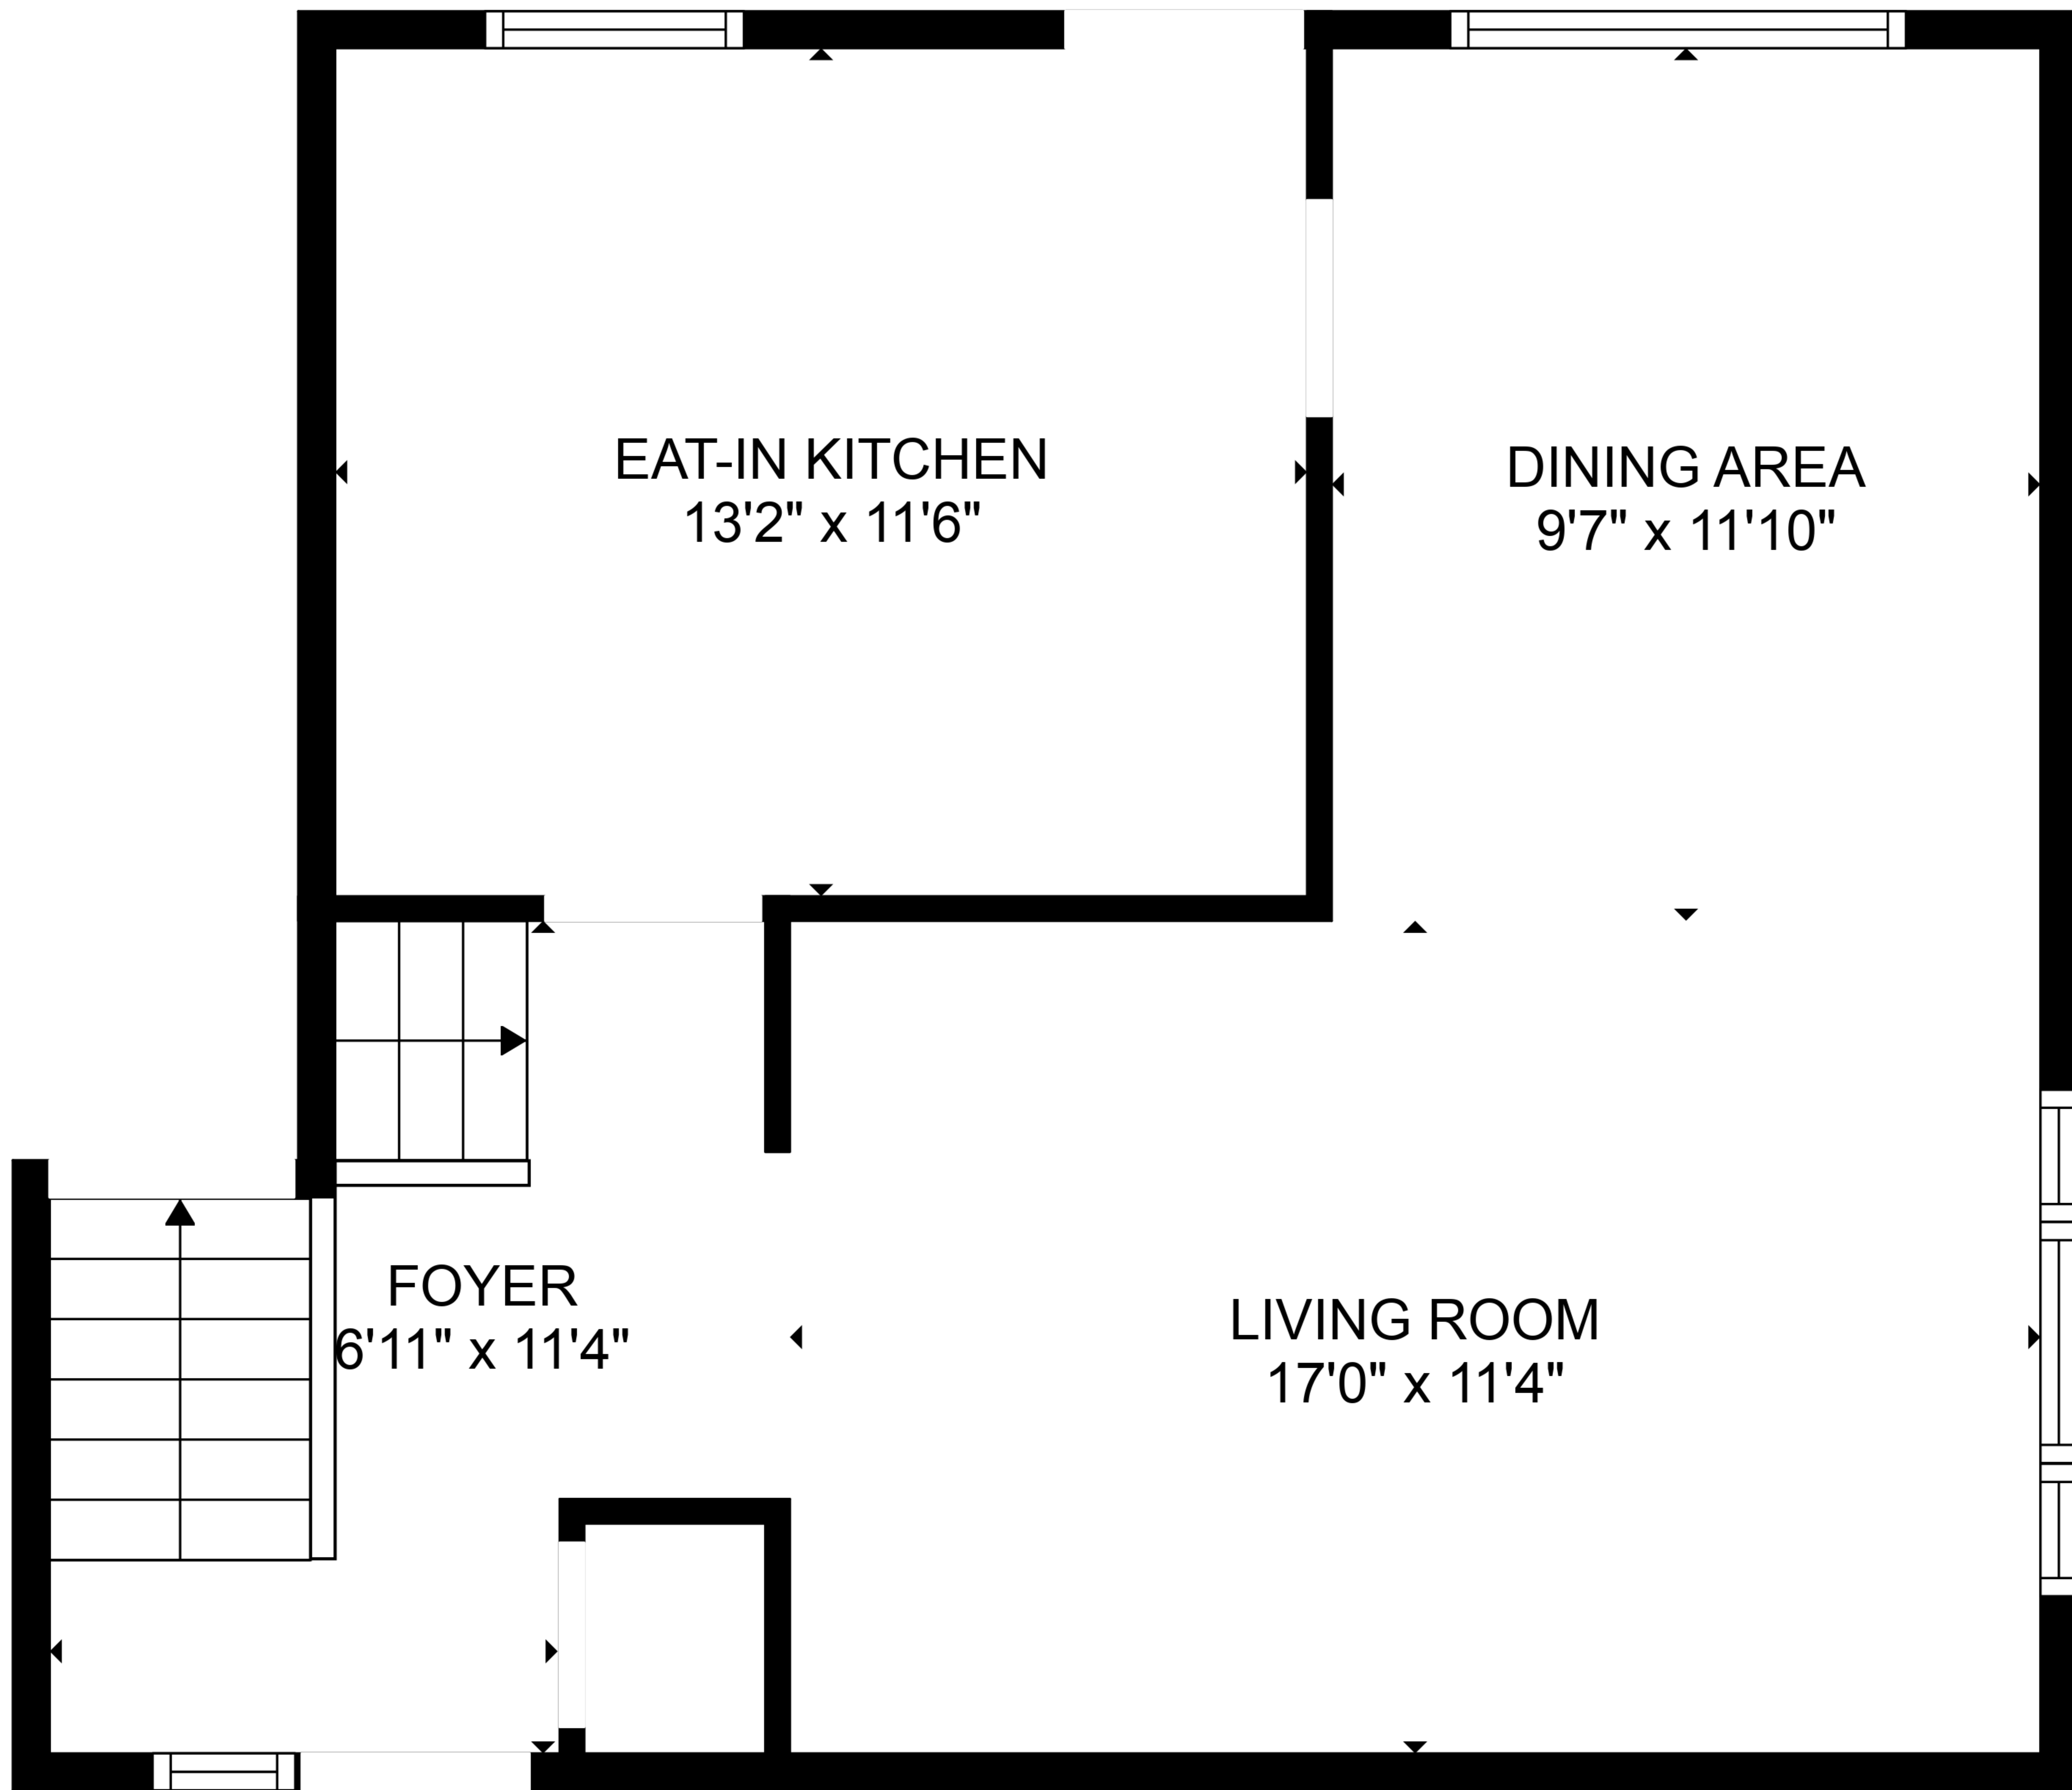 EAT-IN KITCHEN
13'2" x 11'6"
DINING AREA
9'7" x 11'10"
FOYER
6'11" x 11'4"
LIVING ROOM
17'0" x 11'4"